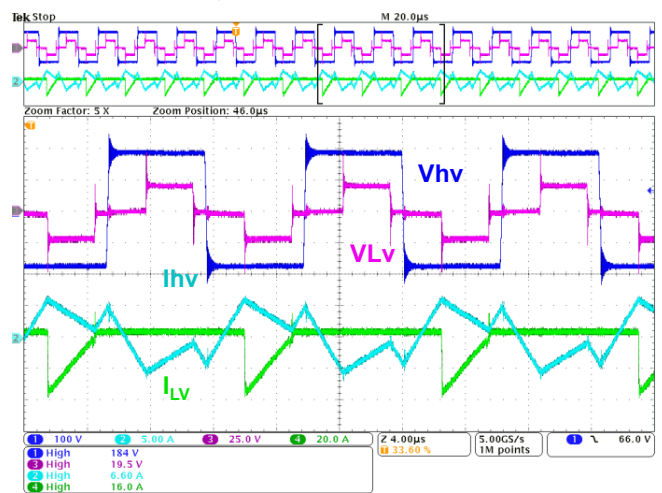 Tek Stop M 20.0µs
T
2
Zoom Factor: 5 X Zoom Position: 46.0µs
T
Vhv
VLv
Ihv
2
ILV
1 100 V 2 5.00 A 3 25.0 V 4 20.0 A
Z 4.00µs
T 33.60 %
5.00GS/s
1M points
1 66.0 V
1 High 184 V
3 High 19.5 V
2 High 6.60 A
4 High 16.0 A